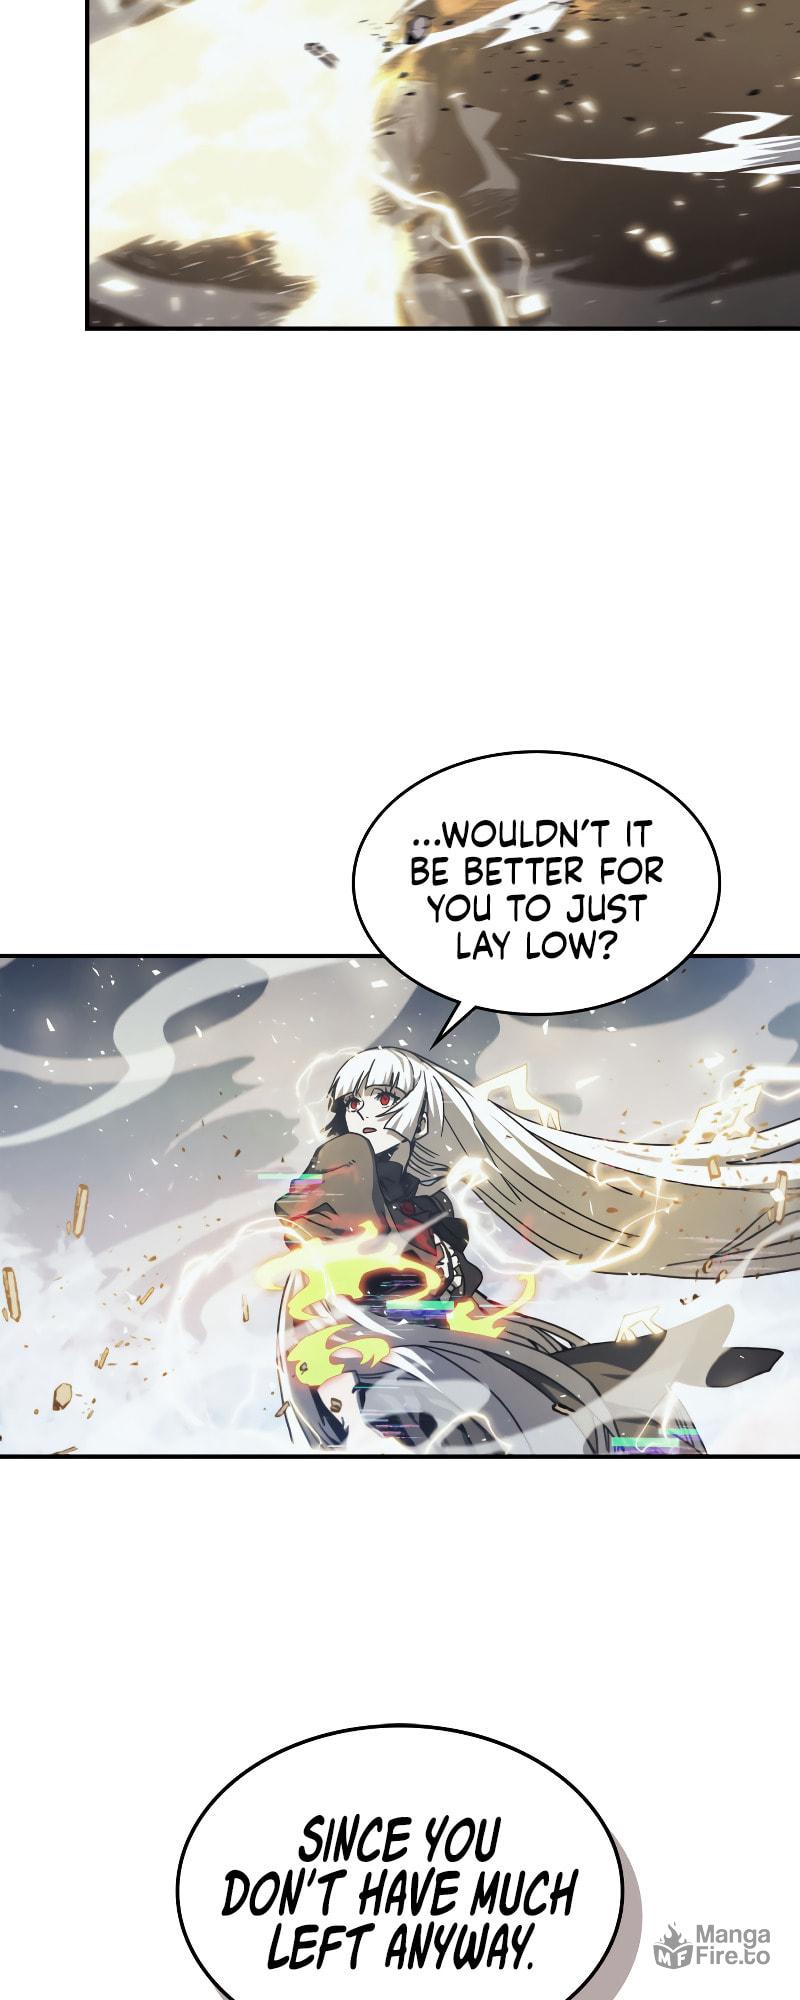 ...WOULDN'T IT
BE BETTER FOR
YOU TO JUST
LAY LOW?
SINCE YOU
DON'T HAVE MUCH
LEFT ANYWAY.
Manga
MF Fire.to